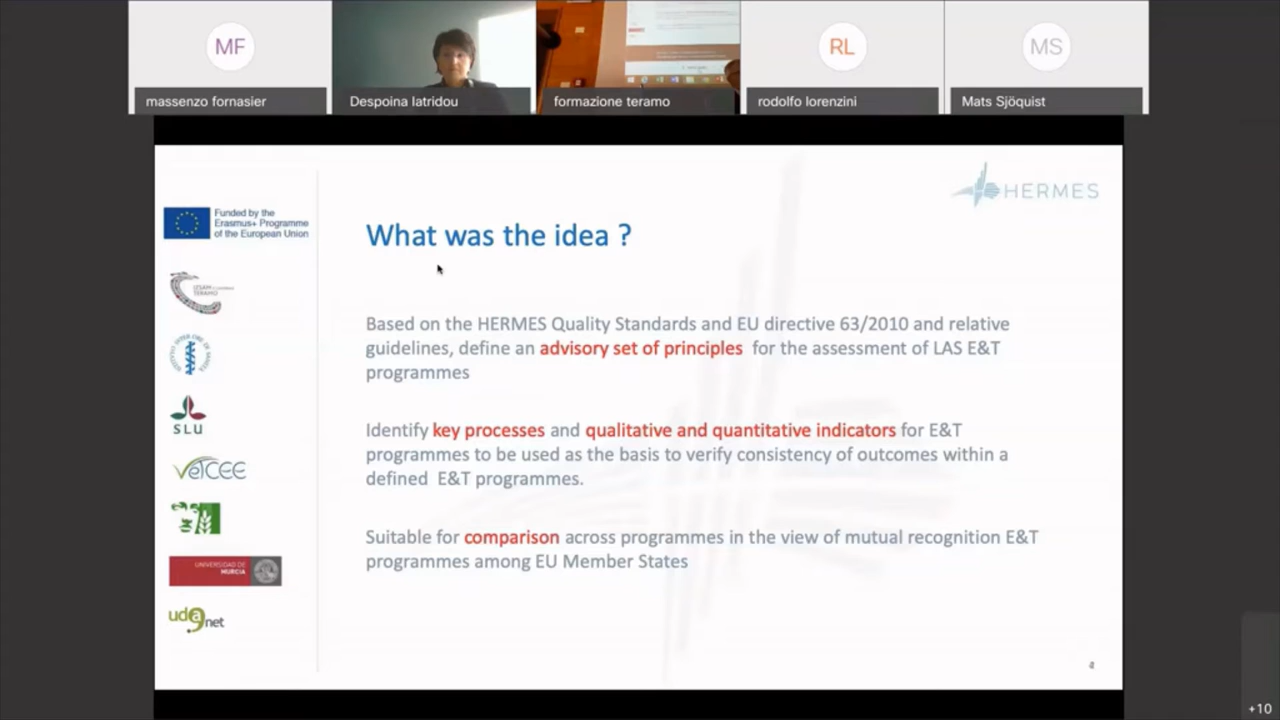 MF
RL
MS
massenzo fornasier
Despoina Iatridou
formazione teramo
rodolfo lorenzini
Mats Sjöquist
HERMES
Funded by the
Erasmus+ Programme
of the European Union
What was the idea ?
Based on the HERMES Quality Standards and EU directive 63/2010 and relative
guidelines, define an advisory set of principles for the assessment of LAS E&T
programmes
Identify key processes and qualitative and quantitative indicators for E&T
programmes to be used as the basis to verify consistency of outcomes within a
defined E&T programmes.
Suitable for comparison across programmes in the view of mutual recognition E&T
programmes among EU Member States
TERAMO
SLU
VETCEE
UNIVERSIDAD DE
MURCIA
udanet
4
+10